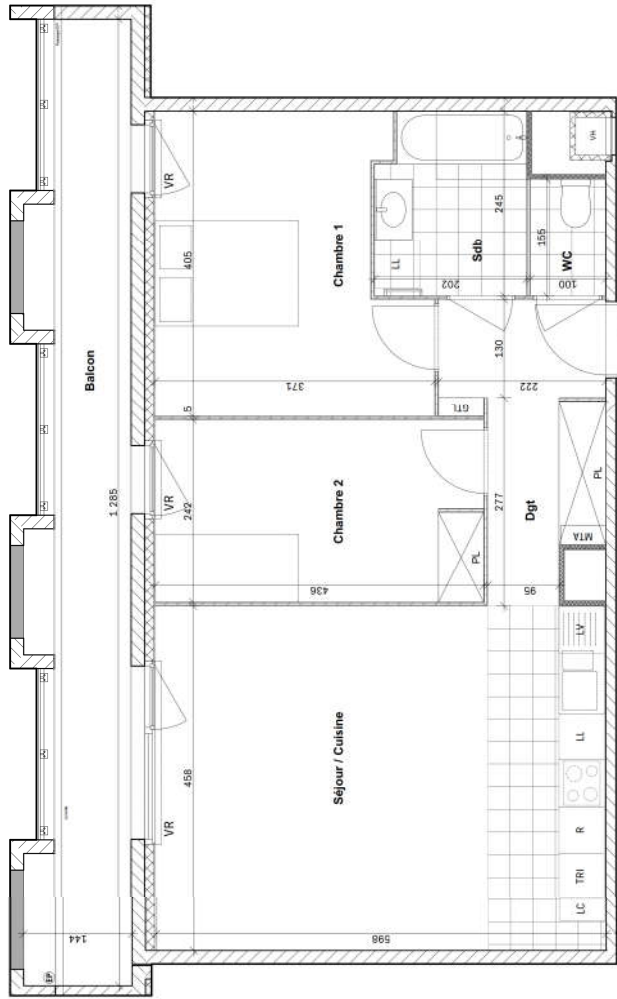 Balcon
1 285
144
EP
VR
VR
VR
Chambre 1
405
371
5
Chambre 2
242
436
PL
Séjour / Cuisine
458
598
Sdb
245
202
LL
WC
155
100
VH
130
222
GTL
277
Dgt
95
PL
MTA
LV
LL
R
TRI
LC